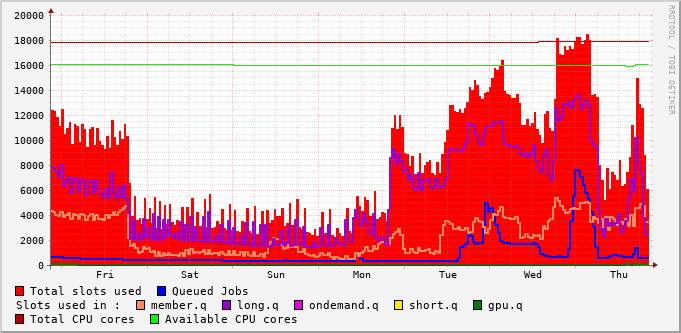 20000
18000
16000
14000
12000
10000
8000
6000
4000
2000
0
Fri Sat Sun Mon Tue Wed Thu
RRDTOOL / TOBI OETIKER
Total slots used Queued Jobs
Slots used in : member.q long.q ondemand.q short.q gpu.q
Total CPU cores Available CPU cores